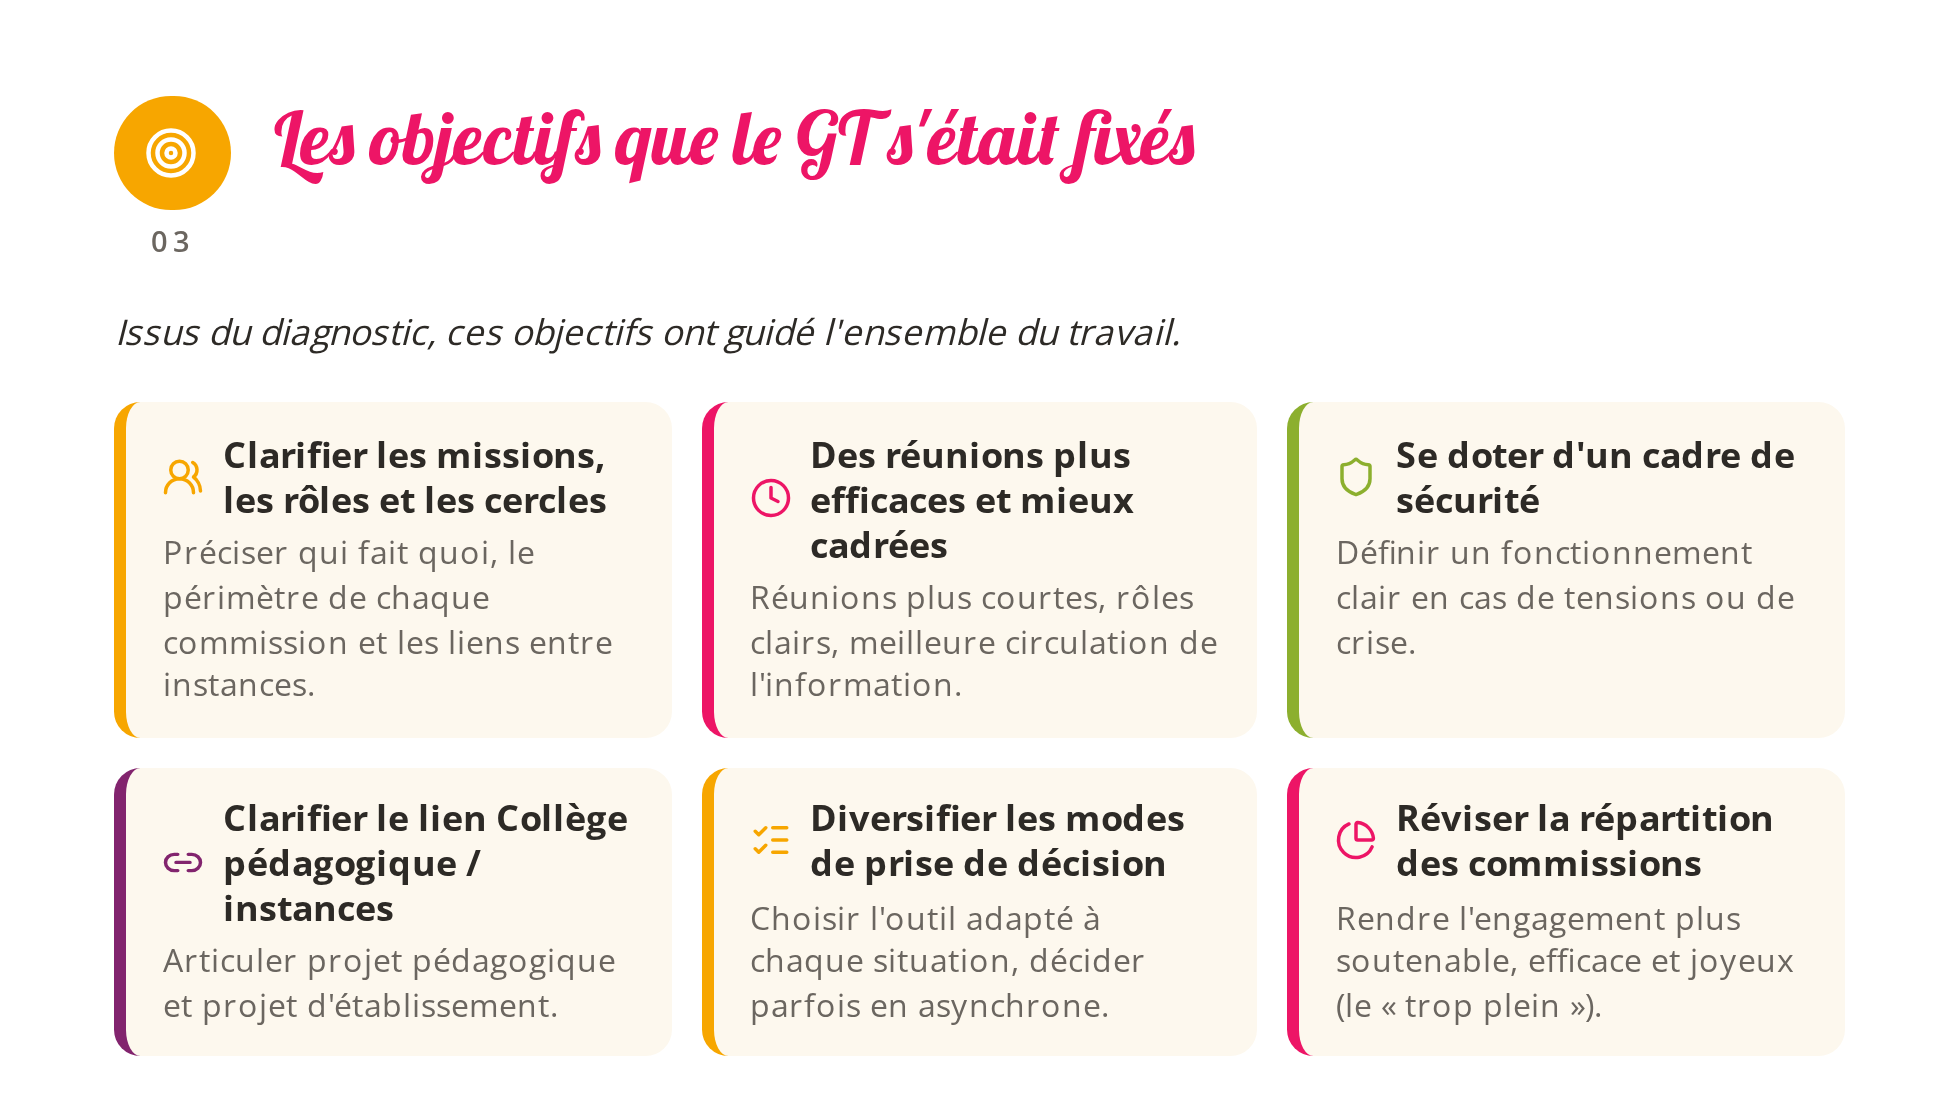 Les objectifs que le GT s'était fixés
03
Issus du diagnostic, ces objectifs ont guidé l'ensemble du travail.
Clarifier les missions,
les rôles et les cercles
Préciser qui fait quoi, le
périmètre de chaque
commission et les liens entre
instances.
Des réunions plus
efficaces et mieux
cadrées
Réunions plus courtes, rôles
clairs, meilleure circulation de
l'information.
Se doter d'un cadre de
sécurité
Définir un fonctionnement
clair en cas de tensions ou de
crise.
Clarifier le lien Collège
pédagogique /
instances
Articuler projet pédagogique
et projet d'établissement.
Diversifier les modes
de prise de décision
Choisir l'outil adapté à
chaque situation, décider
parfois en asynchrone.
Réviser la répartition
des commissions
Rendre l'engagement plus
soutenable, efficace et joyeux
(le « trop plein »).